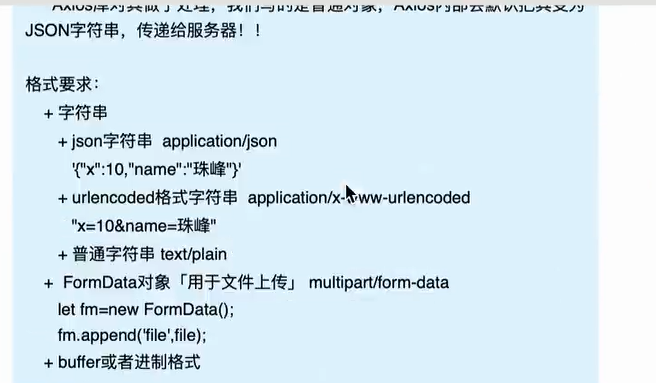 Axios库对其做了处理，我们写的是普通对象，Axios内部会默认把其变为
JSON字符串，传递给服务器！！
格式要求：
+ 字符串
+ json字符串 application/json
'{"x":10,"name":"珠峰"}'
+ urlencoded格式字符串 application/x-www-urlencoded
"x=10&name=珠峰"
+ 普通字符串 text/plain
+ FormData对象「用于文件上传」 multipart/form-data
let fm=new FormData();
fm.append('file',file);
+ buffer或者进制格式